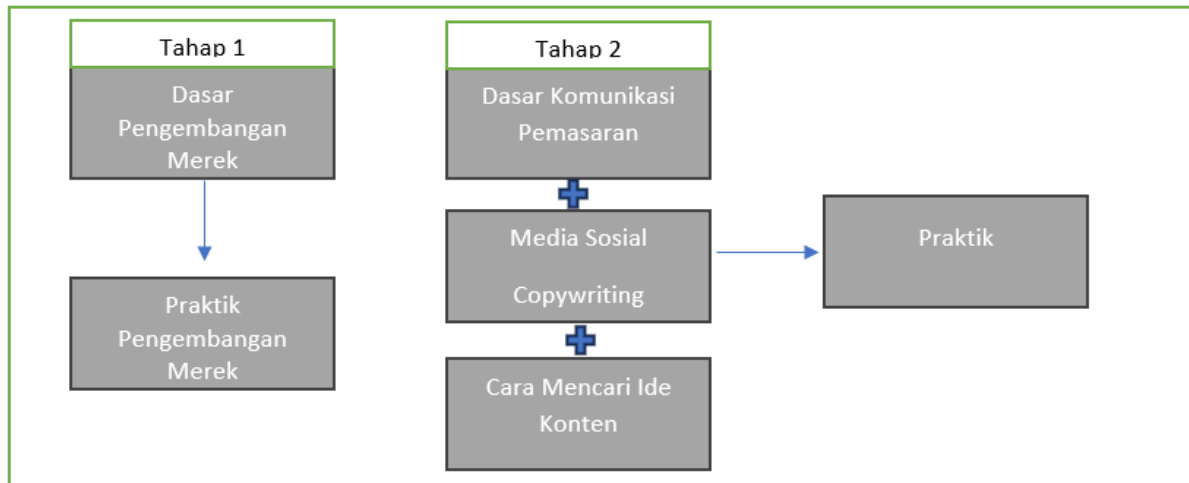 Tahap 1
Dasar
Pengembangan
Merek
Praktik
Pengembangan
Merek
Tahap 2
Dasar Komunikasi
Pemasaran
Media Sosial
Copywriting
Cara Mencari Ide
Konten
Praktik